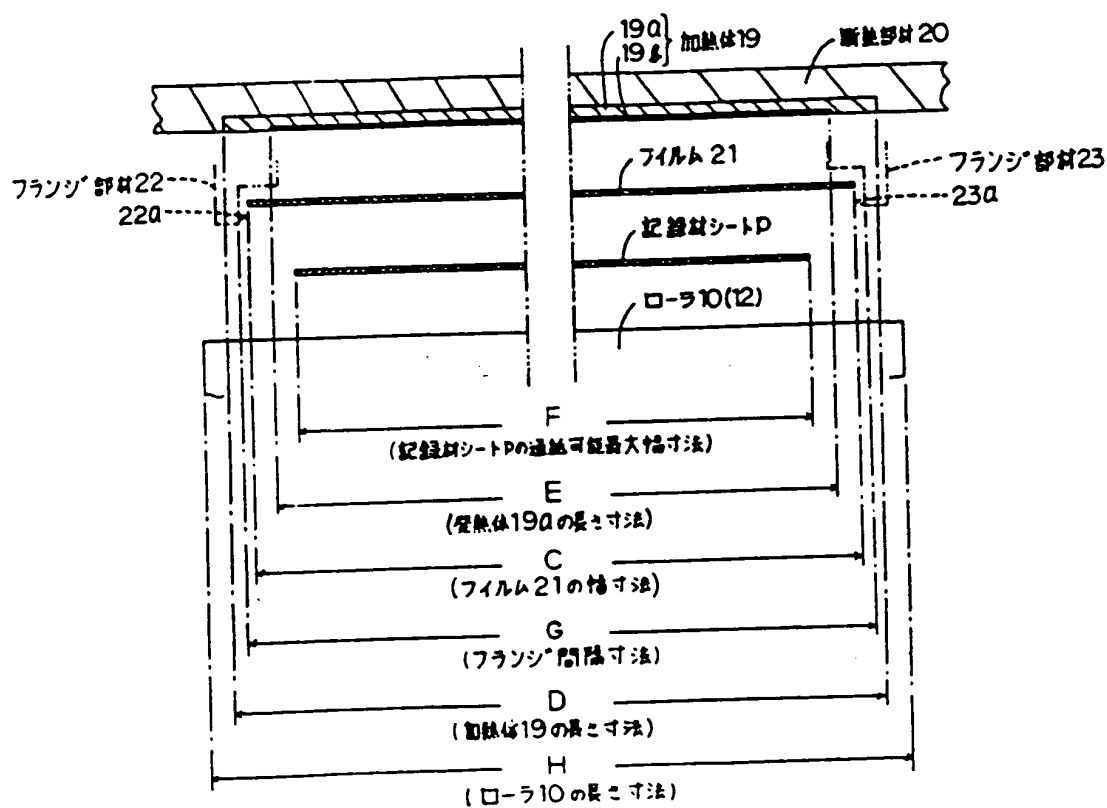 19a
19b
加熱体19
断熱部材20
フィルム21
フランジ部材22
22a
フランジ部材23
23a
記録材シートP
ローラ10(12)
F
(記録材シートPの通紙可能最大幅寸法)
E
(発熱体19aの長さ寸法)
C
(フイルム21の幅寸法)
G
(フランジ間隔寸法)
D
(加熱体19の長さ寸法)
H
(ローラ10の長さ寸法)